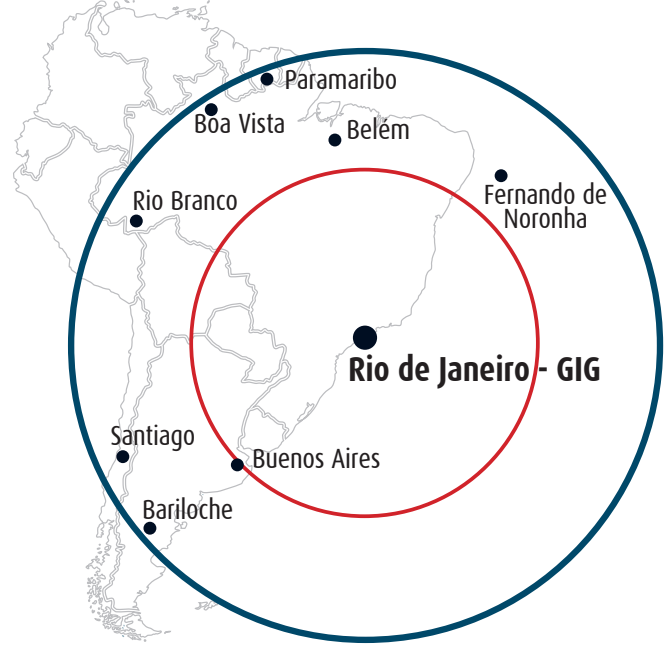 Paramaribo
Boa Vista
Belém
Rio Branco
Fernando de
Noronha
Rio de Janeiro - GIG
Santiago
Buenos Aires
Bariloche